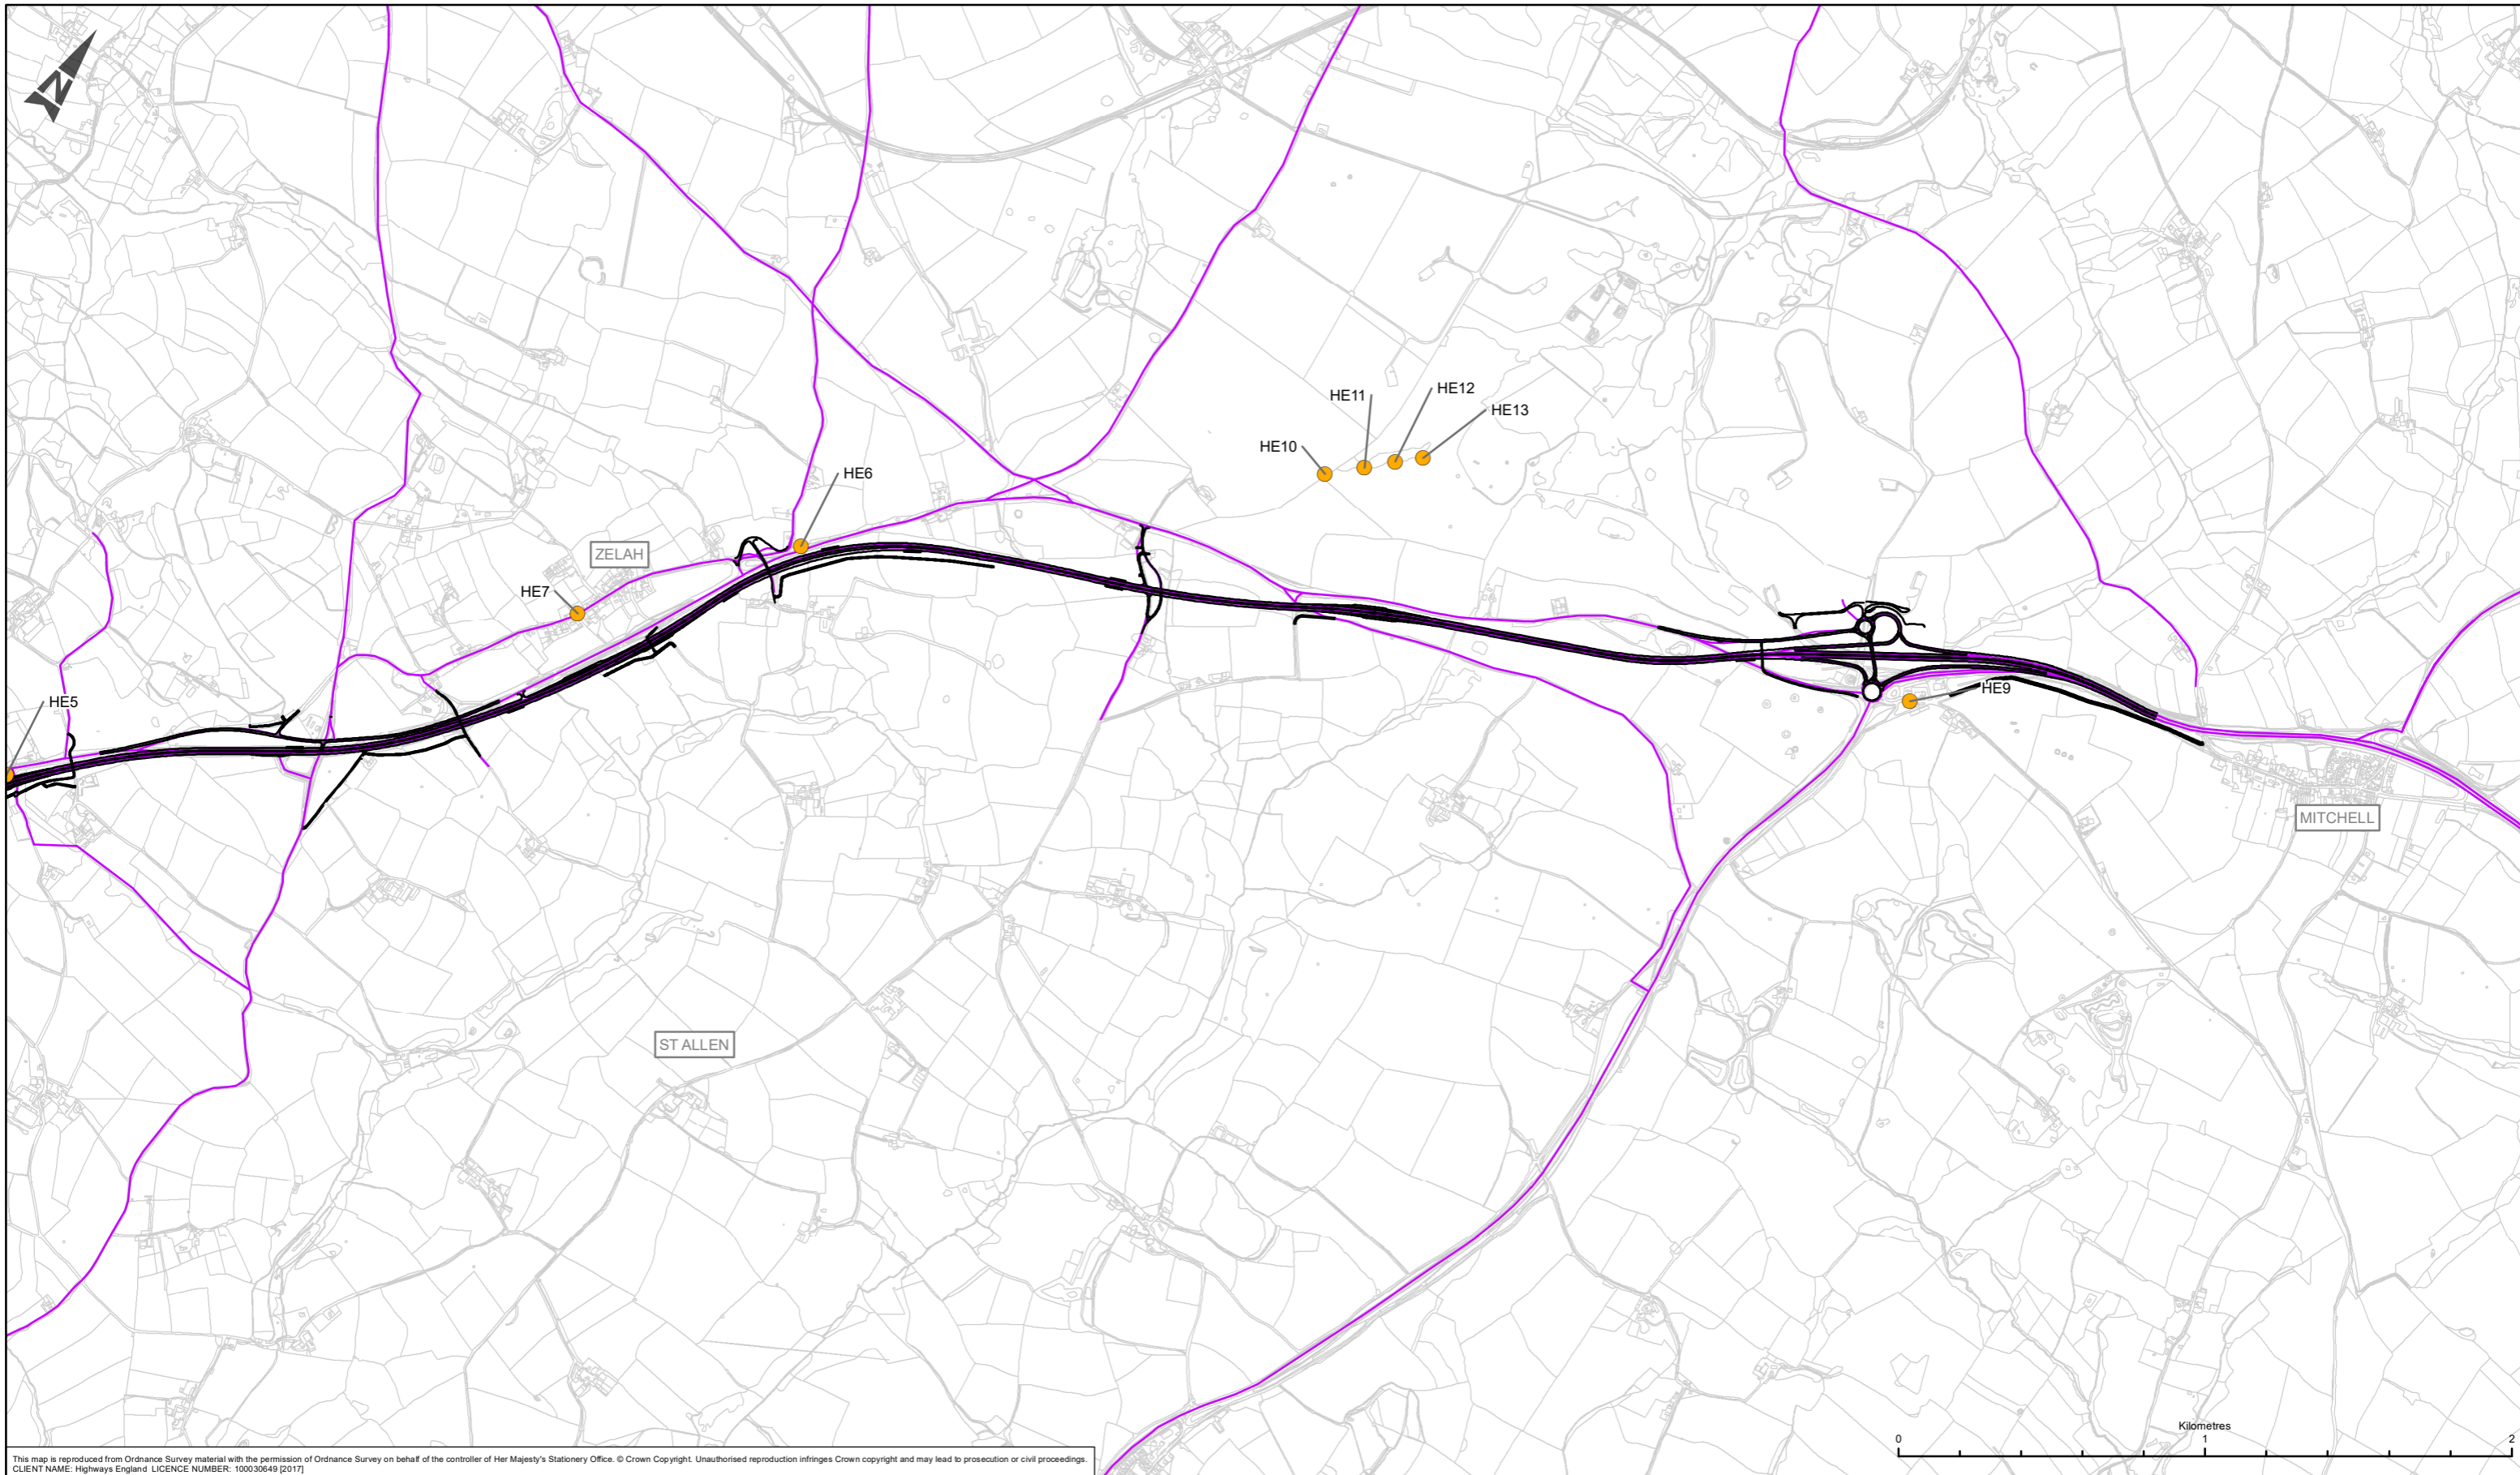 N
HE11
HE12
HE13
HE10
HE6
ZELAH
HE7
HE9
HE5
MITCHELL
ST ALLEN
Kilometres
0 1 2
This map is reproduced from Ordnance Survey material with the permission of Ordnance Survey on behalf of the controller of Her Majesty's Stationery Office. © Crown Copyright. Unauthorised reproduction infringes Crown copyright and may lead to prosecution or civil proceedings.
CLIENT NAME: Highways England LICENCE NUMBER: 100030649 [2017]